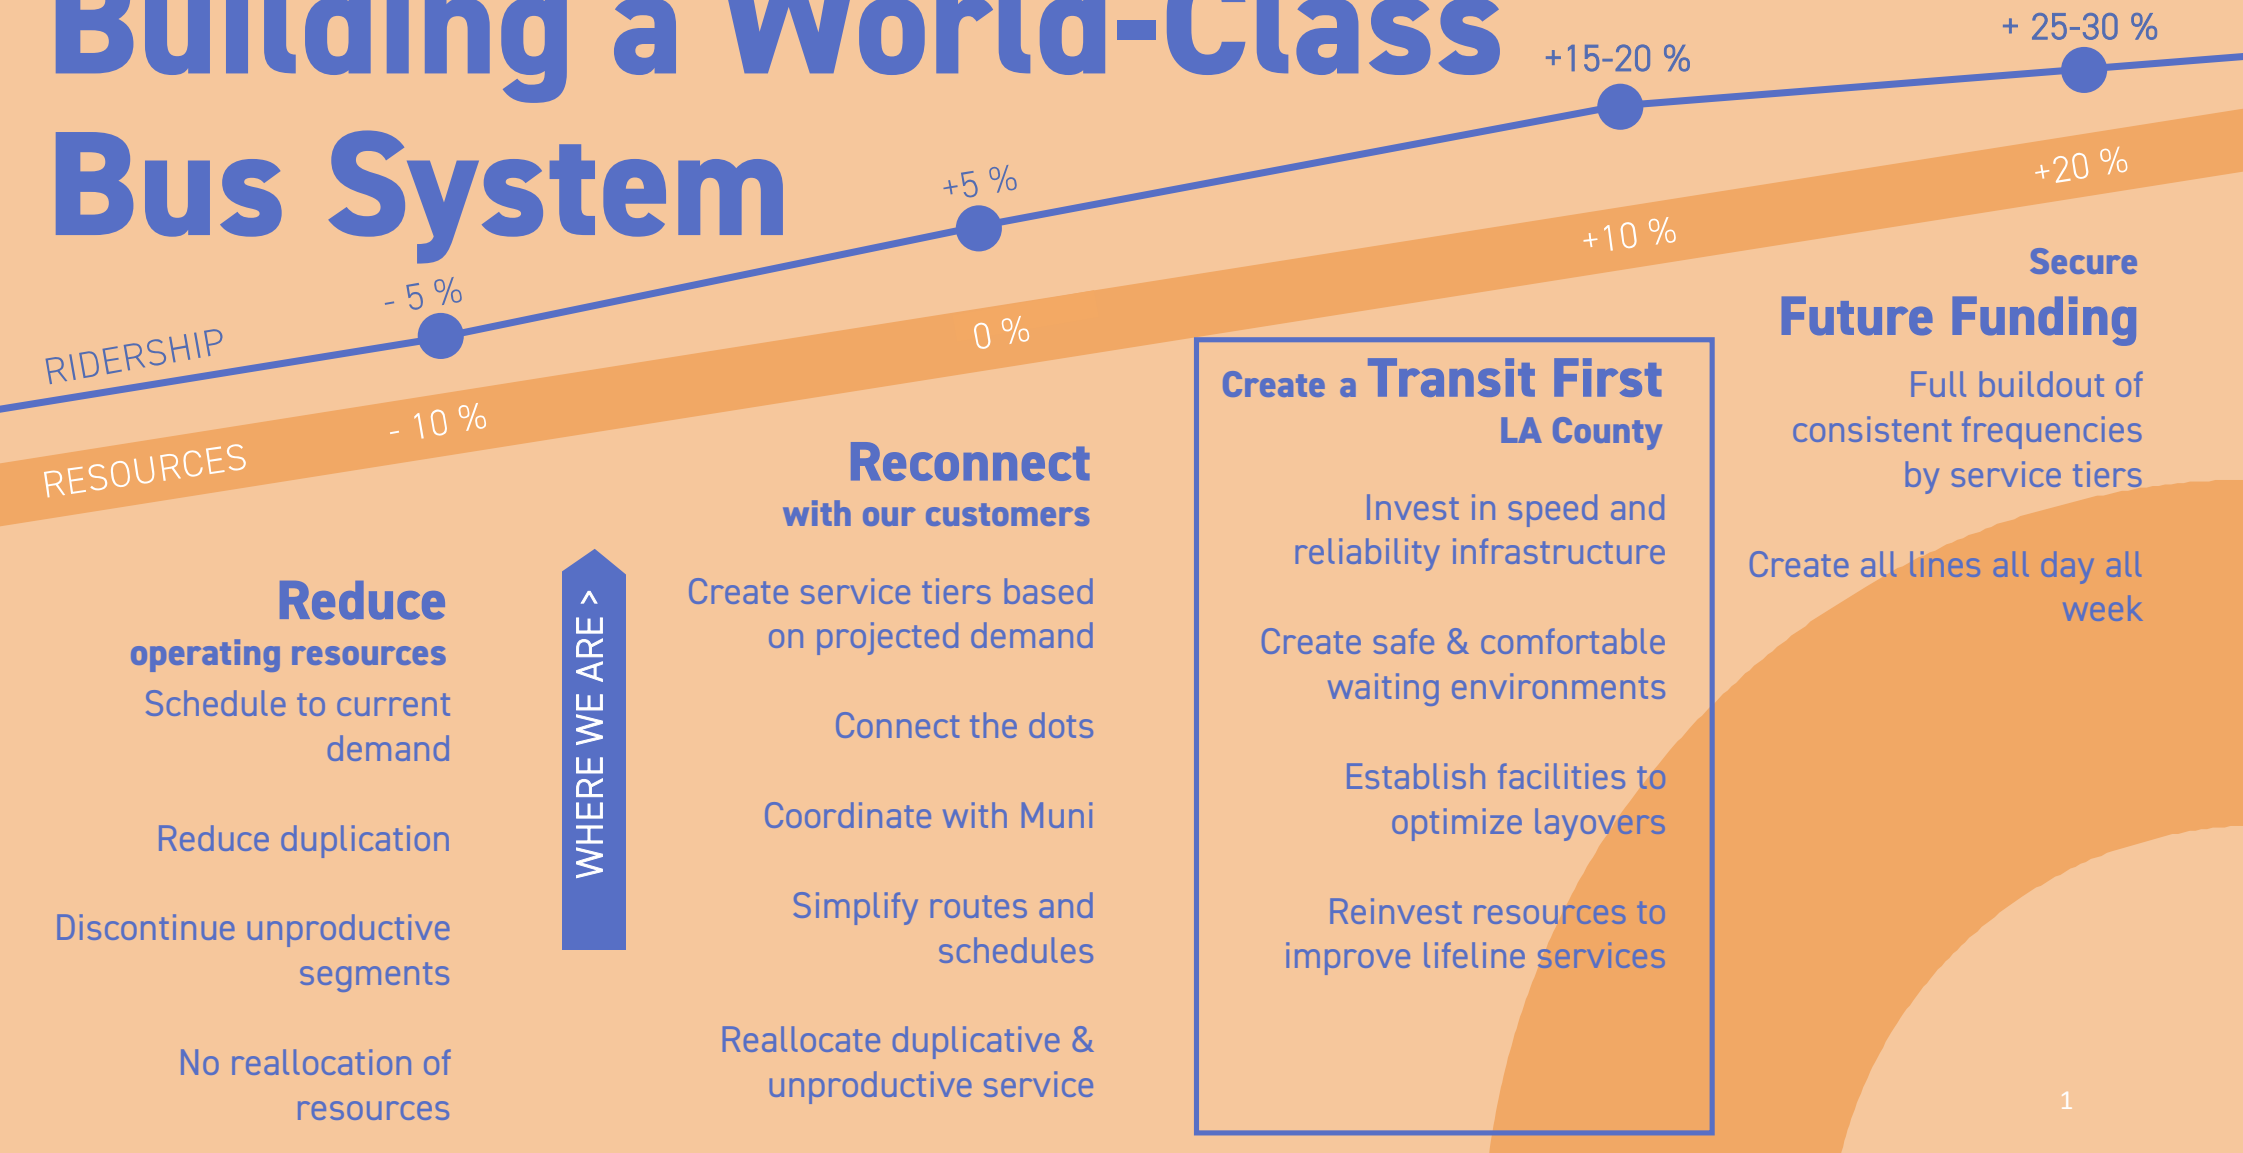 Building a World-Class
Bus System
RIDERSHIP
- 5 %
+5 %
+15-20 %
+ 25-30 %
RESOURCES
- 10 %
0 %
+10 %
+20 %
Reduce
operating resources
Schedule to current
demand
Reduce duplication
Discontinue unproductive
segments
No reallocation of
resources
WHERE WE ARE >
Reconnect
with our customers
Create service tiers based
on projected demand
Connect the dots
Coordinate with Muni
Simplify routes and
schedules
Reallocate duplicative &
unproductive service
Create a Transit First
LA County
Invest in speed and
reliability infrastructure
Create safe & comfortable
waiting environments
Establish facilities to
optimize layovers
Reinvest resources to
improve lifeline services
Secure
Future Funding
Full buildout of
consistent frequencies
by service tiers
Create all lines all day all
week
1